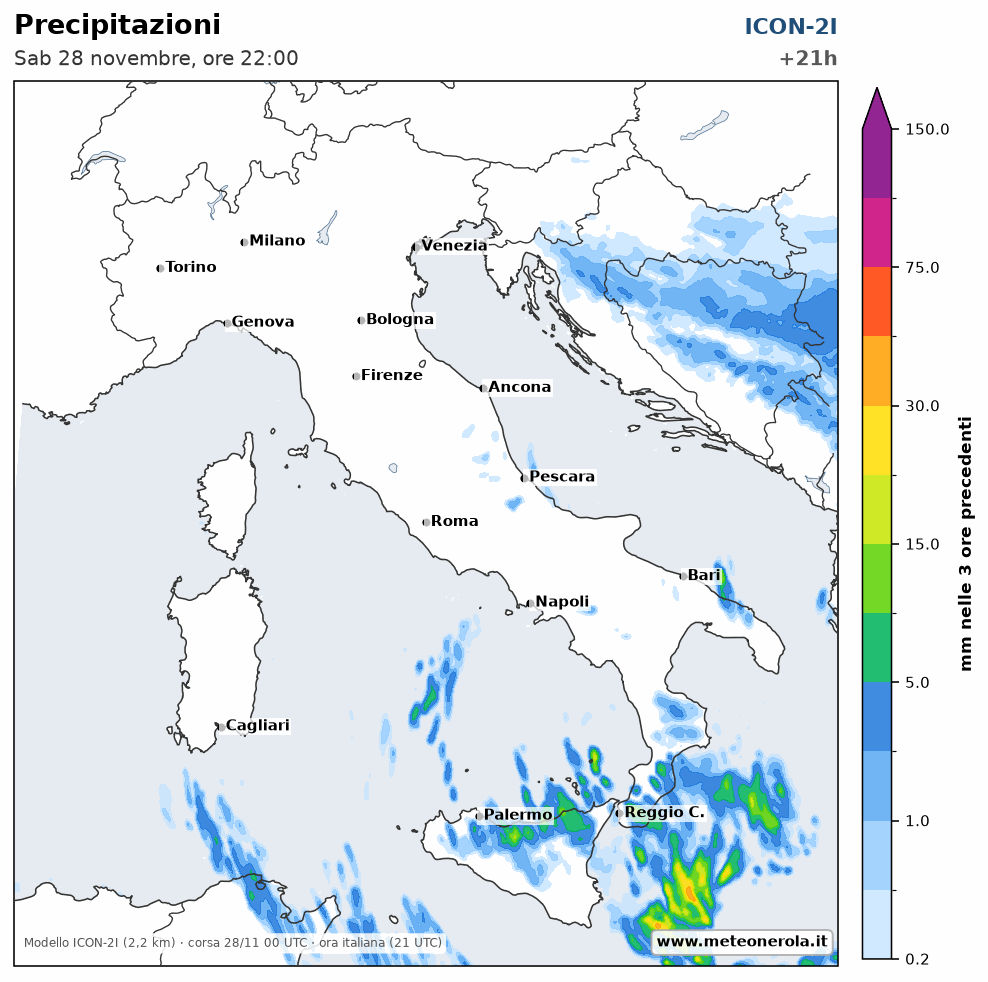 Precipitazioni
ICON-2I
Sab 28 novembre, ore 22:00
+21h
150.0
75.0
30.0
15.0
5.0
1.0
0.2
mm nelle 3 ore precedenti
Milano
Venezia
Torino
Genova
Bologna
Firenze
Ancona
Pescara
Roma
Bari
Napoli
Cagliari
Palermo
Reggio C.
Modello ICON-2I (2,2 km) · corsa 28/11 00 UTC · ora italiana (21 UTC)
www.meteonerola.it